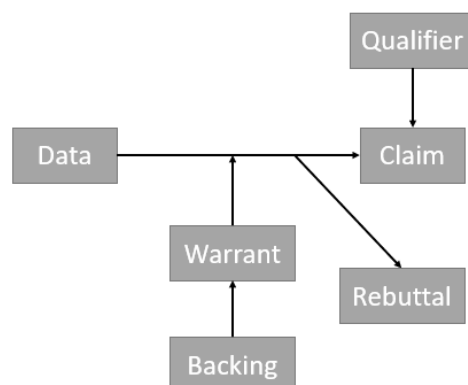 Qualifier
Data
Claim
Warrant
Rebuttal
Backing